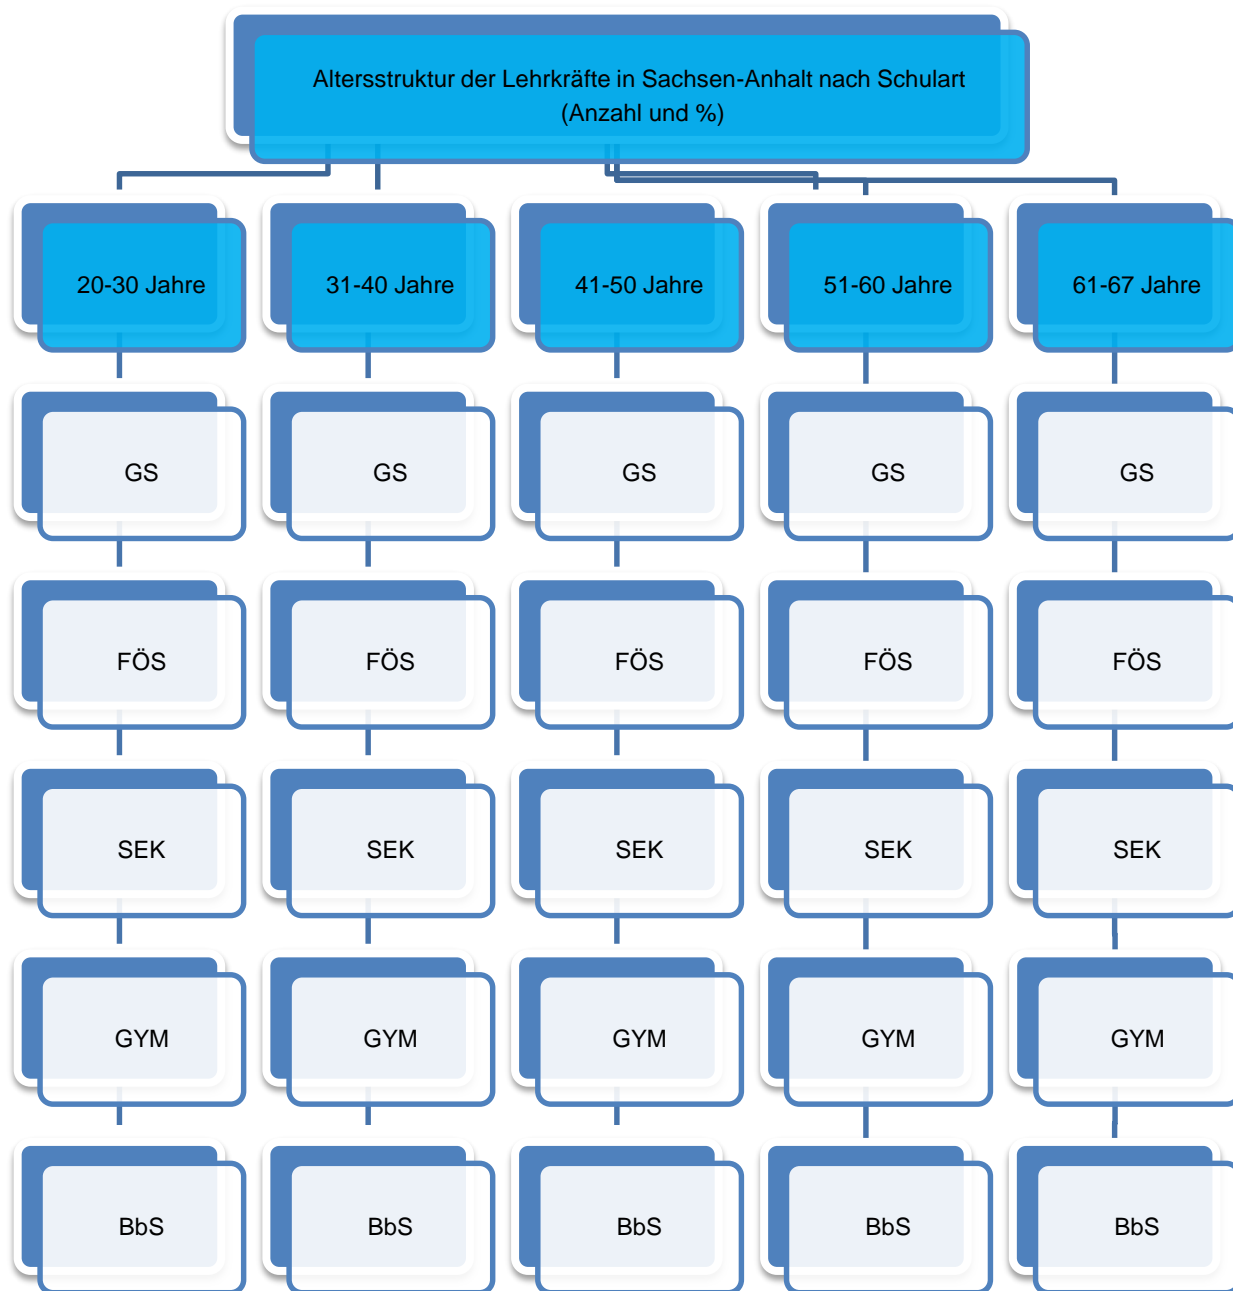 Altersstruktur der Lehrkräfte in Sachsen-Anhalt nach Schulart
(Anzahl und %)
20-30 Jahre
31-40 Jahre
41-50 Jahre
51-60 Jahre
61-67 Jahre
GS
GS
GS
GS
GS
FÖS
FÖS
FÖS
FÖS
FÖS
SEK
SEK
SEK
SEK
SEK
GYM
GYM
GYM
GYM
GYM
BbS
BbS
BbS
BbS
BbS